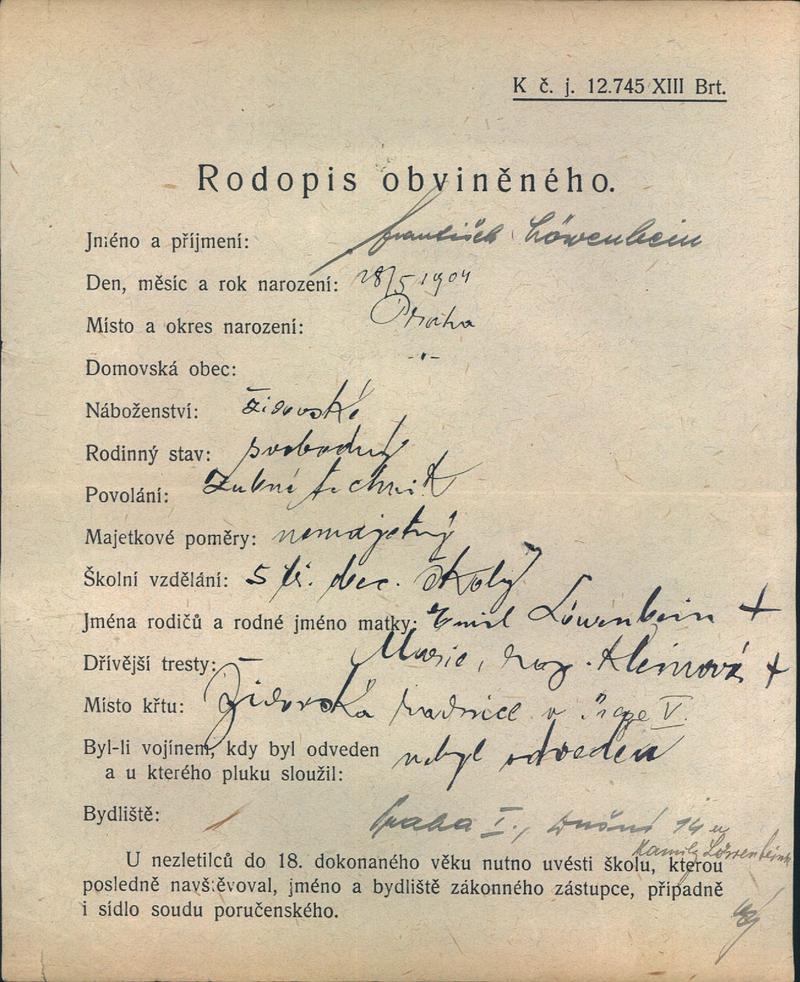 K č. j. 12.745 XIII Brt.
Rodopis obviněného.
Jméno a příjmení: František Löwenbein
Den, měsíc a rok narození: 28/5 1904
Místo a okres narození: Praha
Domovská obec: -"-
Náboženství: židovské
Rodinný stav: svobodný
Povolání: Zubní technik
Majetkové poměry: nemajetný
Školní vzdělání: 5 tř. školy
Jména rodičů a rodné jméno matky: Emil Löwenbein +
Dřívější tresty: Marie, roz. Kleinová +
Místo křtu: Židovská radnice v Praze V.
Byl-li vojínem, kdy byl odveden nebyl odveden
a u kterého pluku sloužil:
Bydliště: Praha I., Dušní 14 u
Kamily Löwenbeinové
U nezletilců do 18. dokonaného věku nutno uvésti školu, kterou
posledně navštěvoval, jméno a bydliště zákonného zástupce, případně
i sídlo soudu poručenského.